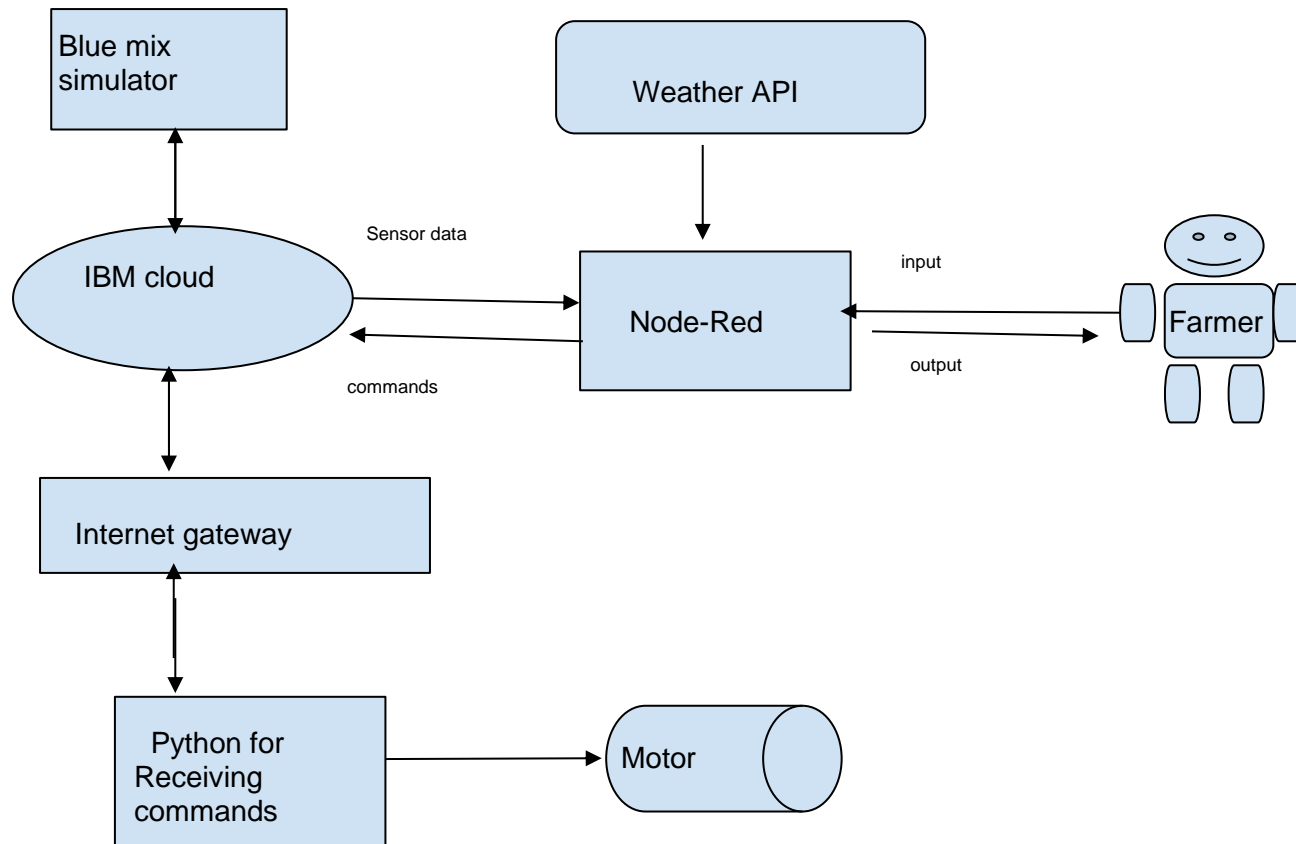 Blue mix
simulator
Weather API
Sensor data
IBM cloud
input
Node-Red
Farmer
output
commands
Internet gateway
Python for
Receiving
commands
Motor